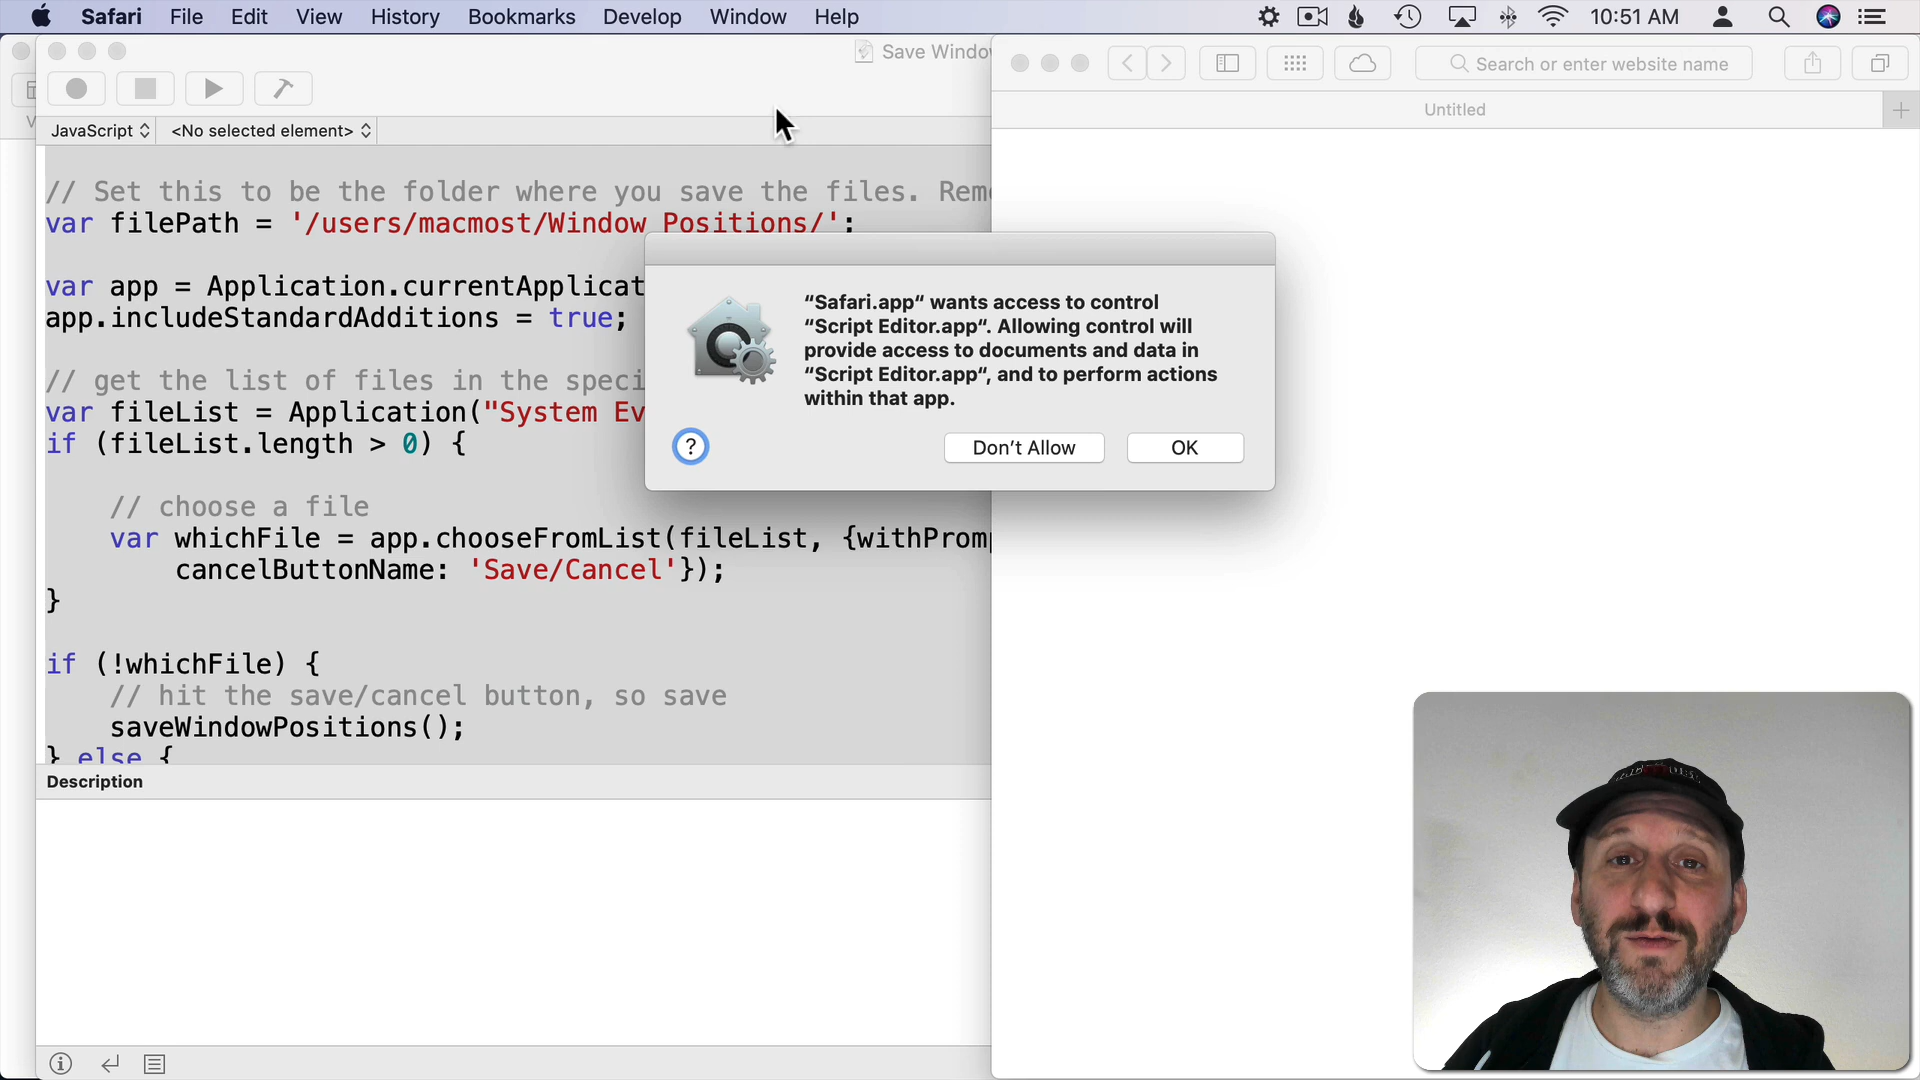 Safari File Edit View History Bookmarks Develop Window Help 10:51 AM
Save Windo
Search or enter website name
Untitled
JavaScript <No selected element>
// Set this to be the folder where you save the files. Rem
var filePath = '/users/macmost/Window Positions/';
var app = Application.currentApplicat
app.includeStandardAdditions = true;
// get the list of files in the speci
var fileList = Application("System Ev
if (fileList.length > 0) {
// choose a file
var whichFile = app.chooseFromList(fileList, {withPromp
cancelButtonName: 'Save/Cancel'});
}
if (!whichFile) {
// hit the save/cancel button, so save
saveWindowPositions();
} else {
Description
“Safari.app“ wants access to control
“Script Editor.app“. Allowing control will
provide access to documents and data in
“Script Editor.app“, and to perform actions
within that app.
? Don’t Allow OK